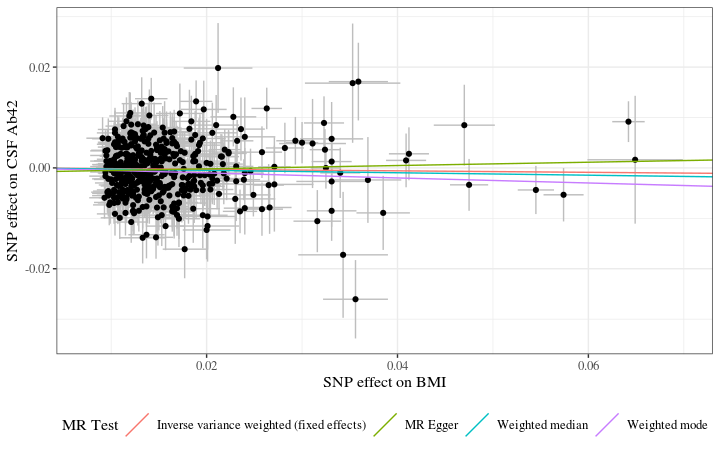 SNP effect on CSF Ab42
0.02
0.00
-0.02
0.02
0.04
0.06
SNP effect on BMI
MR Test
Inverse variance weighted (fixed effects)
MR Egger
Weighted median
Weighted mode